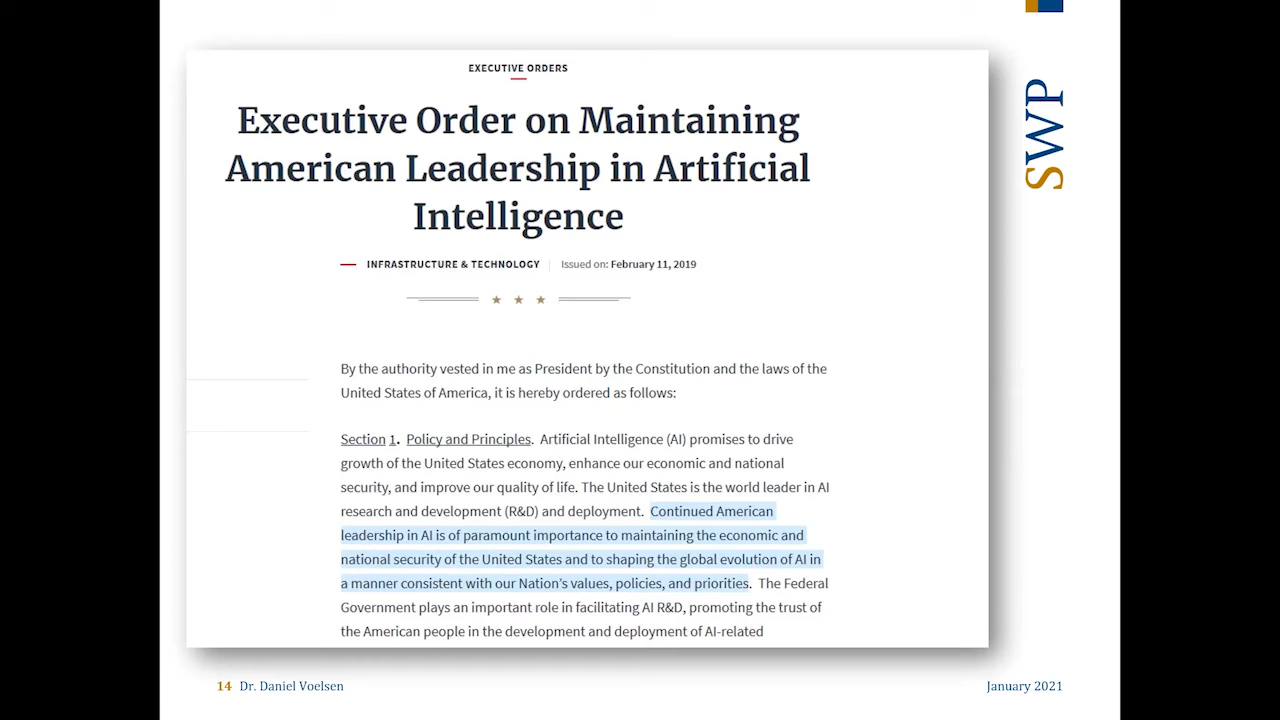 SWP
EXECUTIVE ORDERS
Executive Order on Maintaining
American Leadership in Artificial
Intelligence
INFRASTRUCTURE & TECHNOLOGY Issued on: February 11, 2019
By the authority vested in me as President by the Constitution and the laws of the
United States of America, it is hereby ordered as follows:
Section 1. Policy and Principles. Artificial Intelligence (AI) promises to drive
growth of the United States economy, enhance our economic and national
security, and improve our quality of life. The United States is the world leader in AI
research and development (R&D) and deployment. Continued American
leadership in AI is of paramount importance to maintaining the economic and
national security of the United States and to shaping the global evolution of AI in
a manner consistent with our Nation's values, policies, and priorities. The Federal
Government plays an important role in facilitating AI R&D, promoting the trust of
the American people in the development and deployment of AI-related
14 Dr. Daniel Voelsen
January 2021